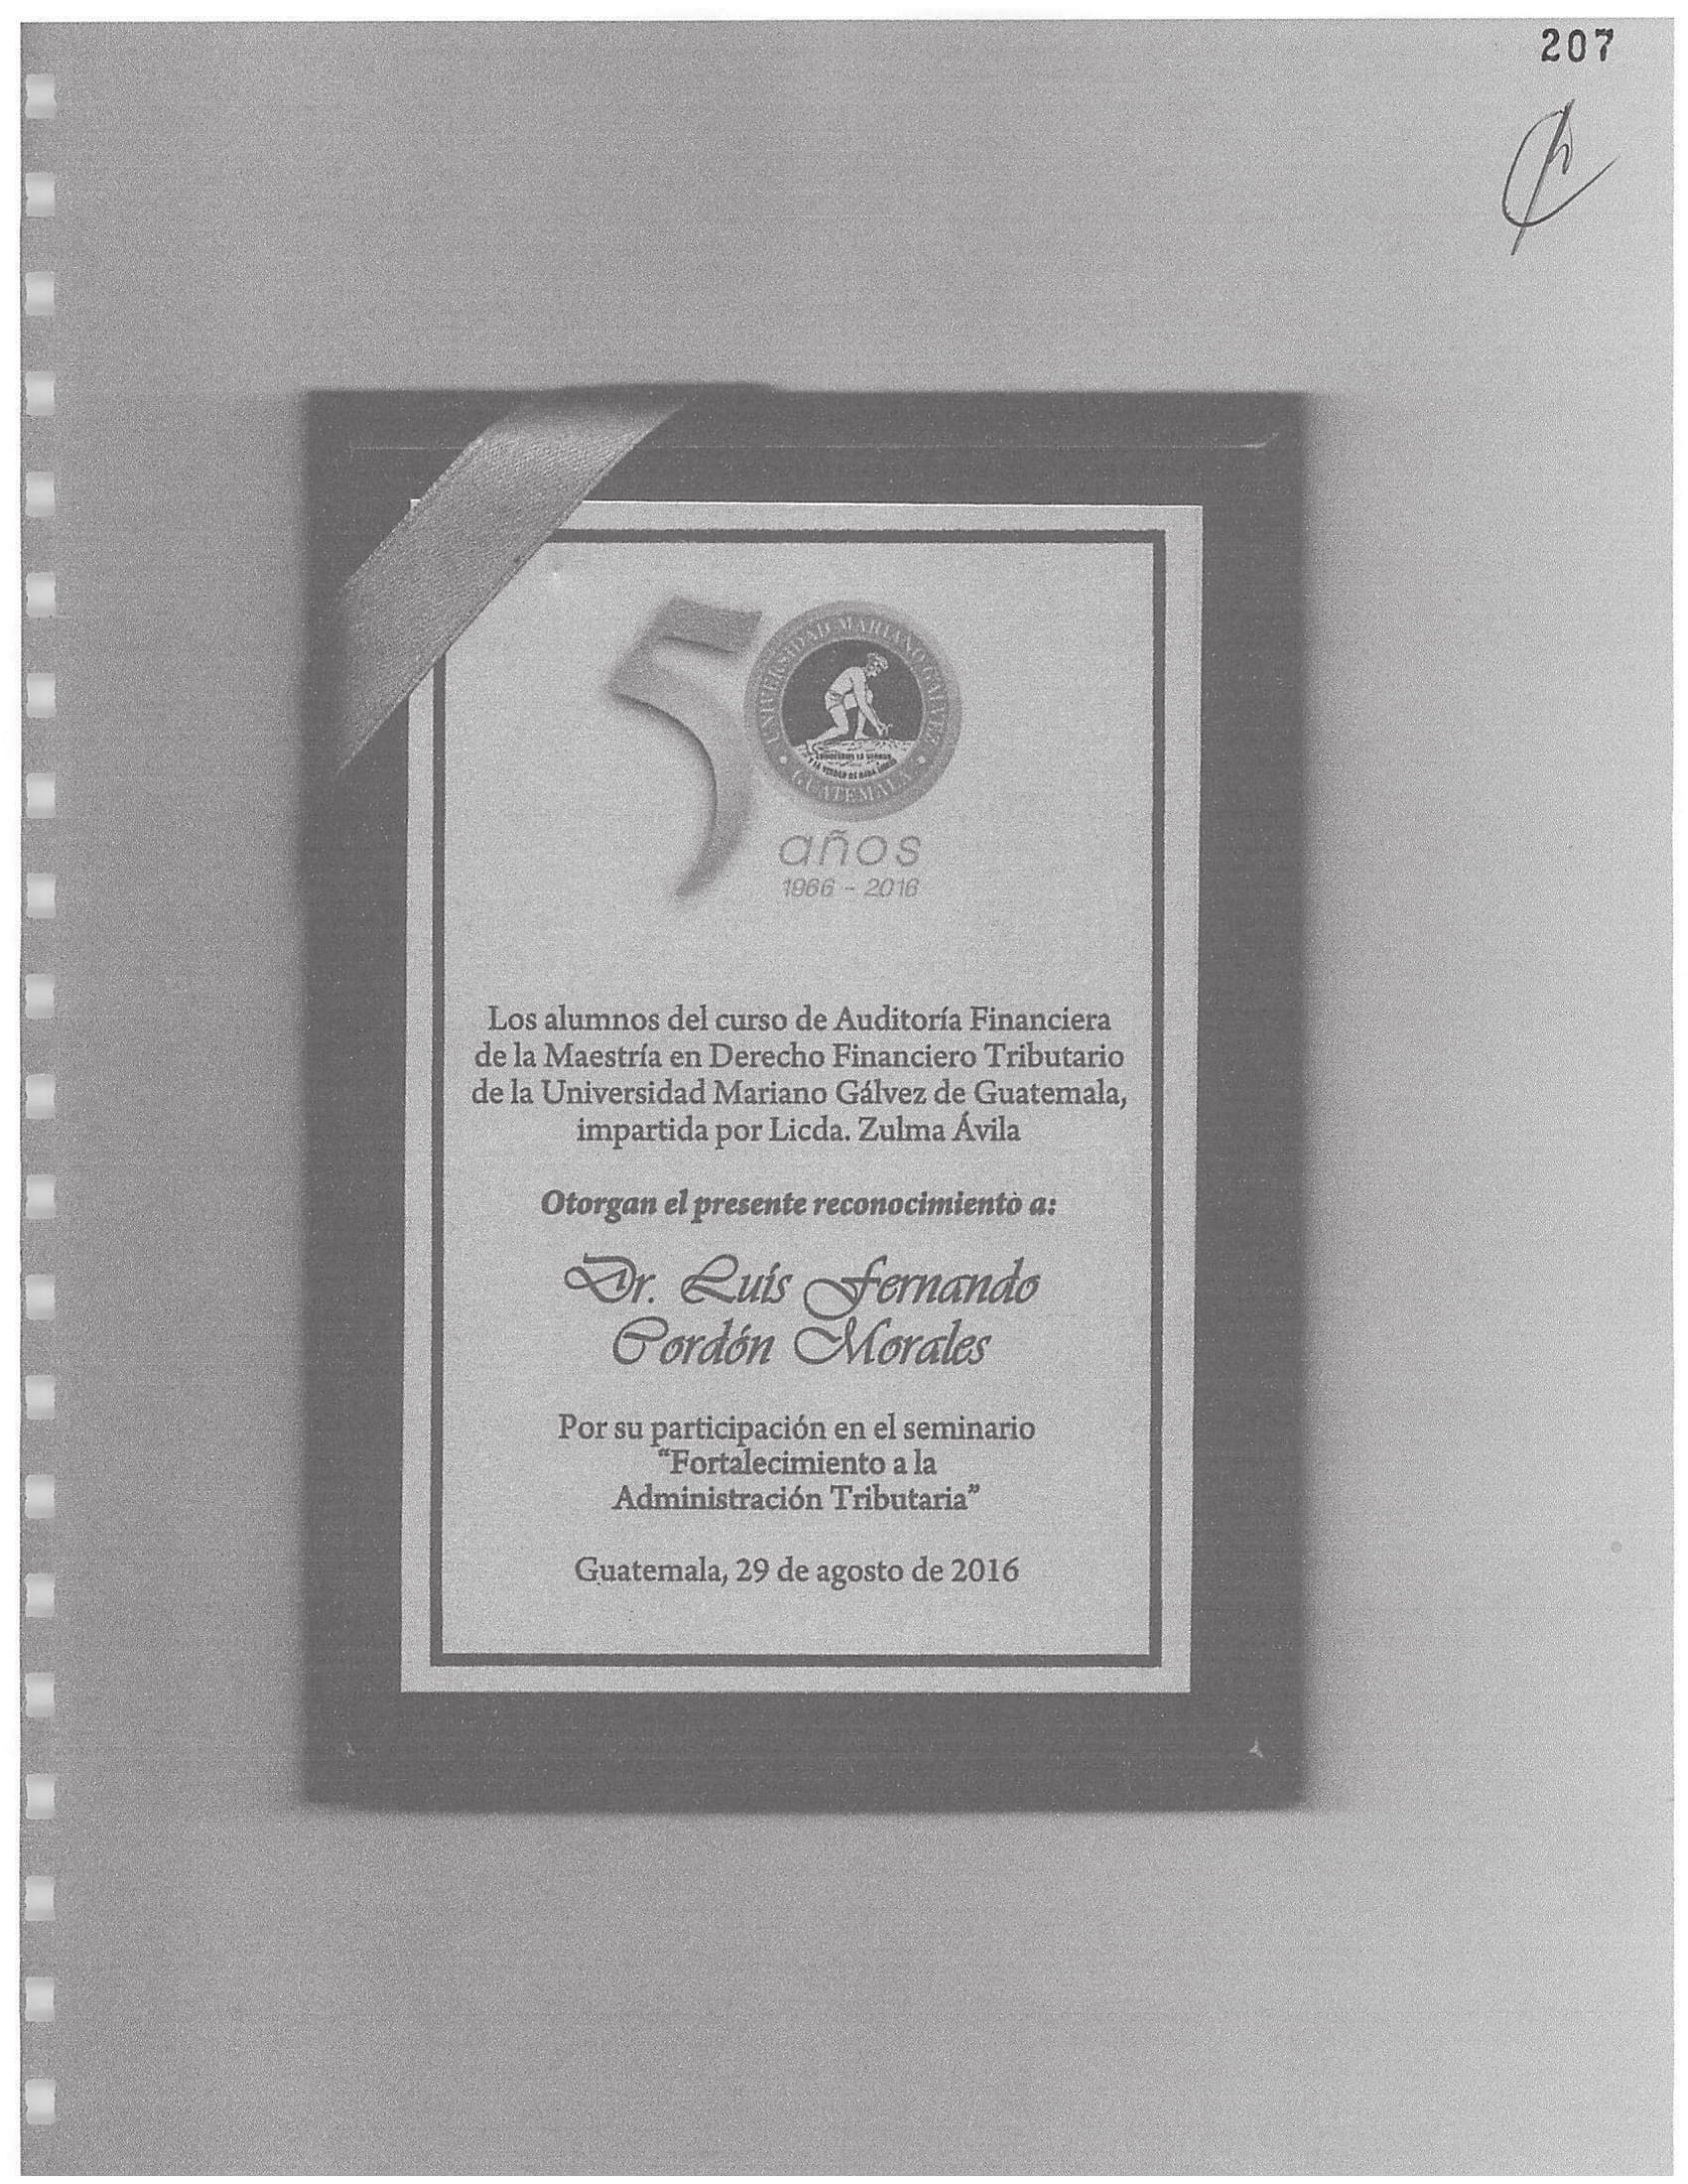 207
UNIVERSIDAD MARIANO GALVEZ
GUATEMALA
años
1966 - 2016
Los alumnos del curso de Auditoría Financiera
de la Maestría en Derecho Financiero Tributario
de la Universidad Mariano Gálvez de Guatemala,
impartida por Licda. Zulma Ávila
Otorgan el presente reconocimiento a:
Dr. Luis Fernando
Cordón Morales
Por su participación en el seminario
“Fortalecimiento a la
Administración Tributaria”
Guatemala, 29 de agosto de 2016